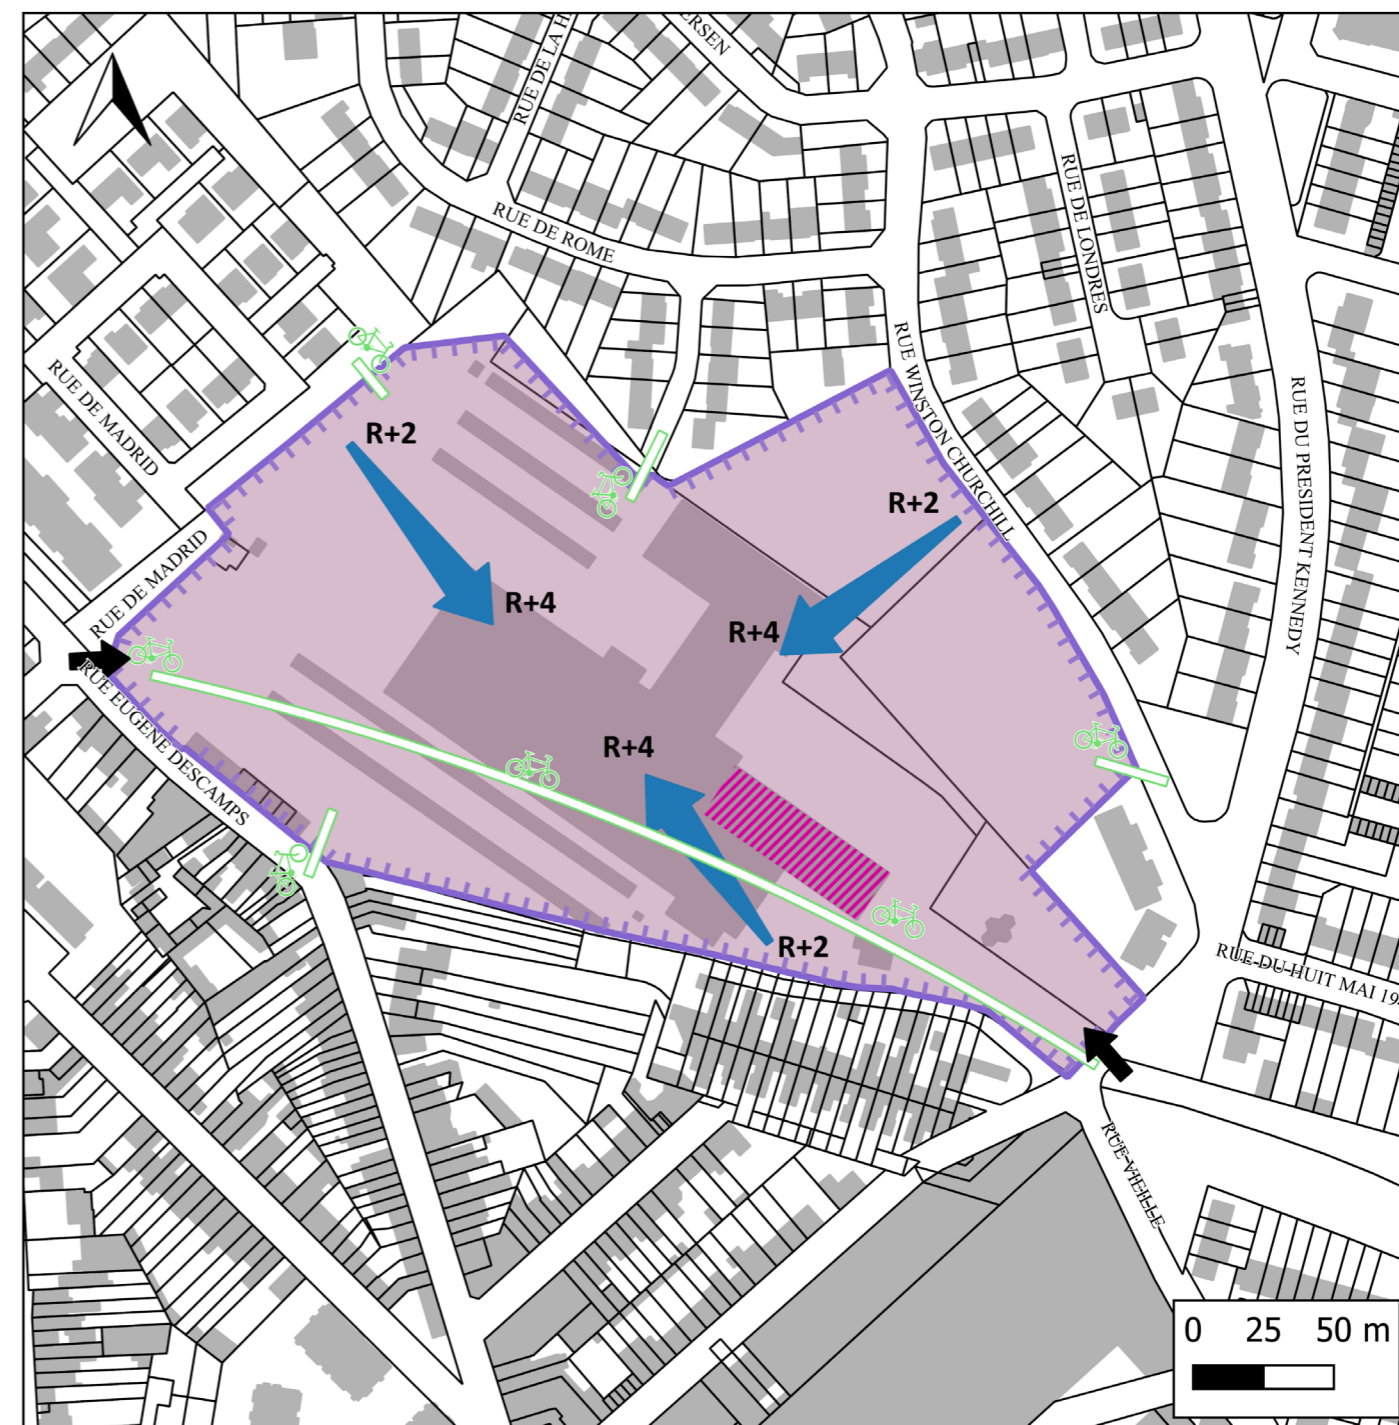 RUE DE LA H
ERSEN
RUE DE ROME
RUE DE LONDRES
RUE WINSTON CHURCHILL
RUE DU PRESIDENT KENNEDY
RUE DE MADRID
R+2
R+2
RUE DE MADRID
R+4
R+4
RUE EUGENE DESCAMPS
R+4
R+2
RUE DU HUIT MAI 19
RUE VIEILLE
0 25 50 m